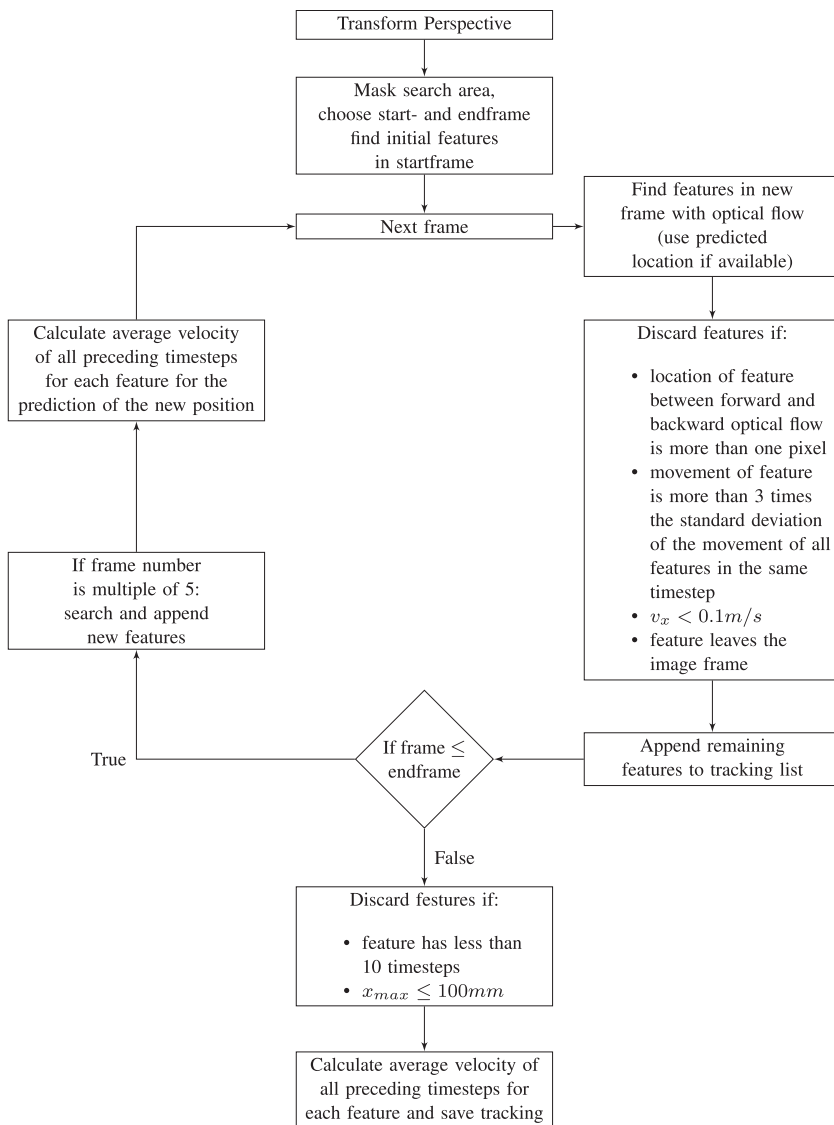 Transform Perspective
Mask search area,
choose start- and endframe
find initial features
in startframe
Next frame
Find features in new
frame with optical flow
(use predicted
location if available)
Discard features if:
• location of feature
between forward and
backward optical flow
is more than one pixel
• movement of feature
is more than 3 times
the standard deviation
of the movement of all
features in the same
timestep
• v_x < 0.1m/s
• feature leaves the
image frame
Append remaining
features to tracking list
If frame ≤
endframe
True
If frame number
is multiple of 5:
search and append
new features
Calculate average velocity
of all preceding timesteps
for each feature for the
prediction of the new position
False
Discard festures if:
• feature has less than
10 timesteps
• x_{max} ≤ 100mm
Calculate average velocity of
all preceding timesteps for
each feature and save tracking